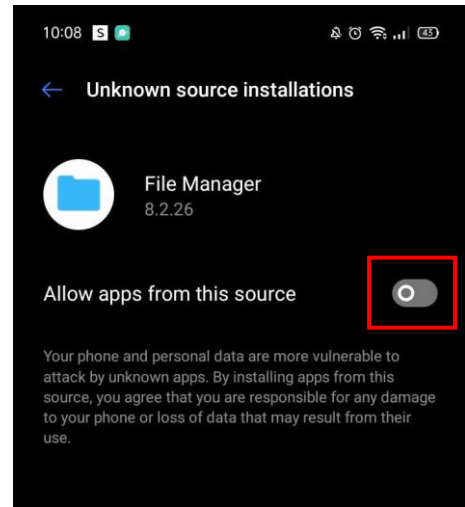 10:08 S 43
Unknown source installations
File Manager
8.2.26
Allow apps from this source
Your phone and personal data are more vulnerable to
attack by unknown apps. By installing apps from this
source, you agree that you are responsible for any damage
to your phone or loss of data that may result from their
use.